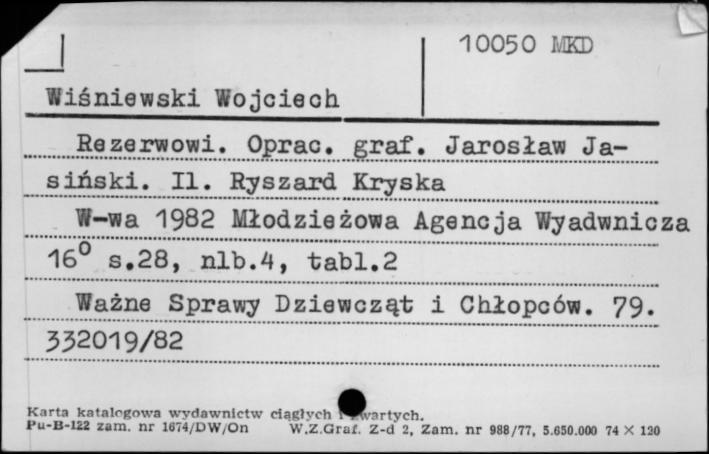 10050 MKD
Wiśniewski Wojciech
Rezerwowi. Oprac. graf. Jarosław Ja-
siński. Il. Ryszard Kryska
W-wa 1982 Młodzieżowa Agencja Wyadwnicza
16⁰ s.28, nlb.4, tabl.2
Ważne Sprawy Dziewcząt i Chłopców. 79.
332019/82
Karta katalogowa wydawnictw ciągłych i zwartych.
Pu-B-122 zam. nr 1674/DW/On W.Z.Graf. Z-d 2, Zam. nr 988/77, 5.650.000 74 × 120